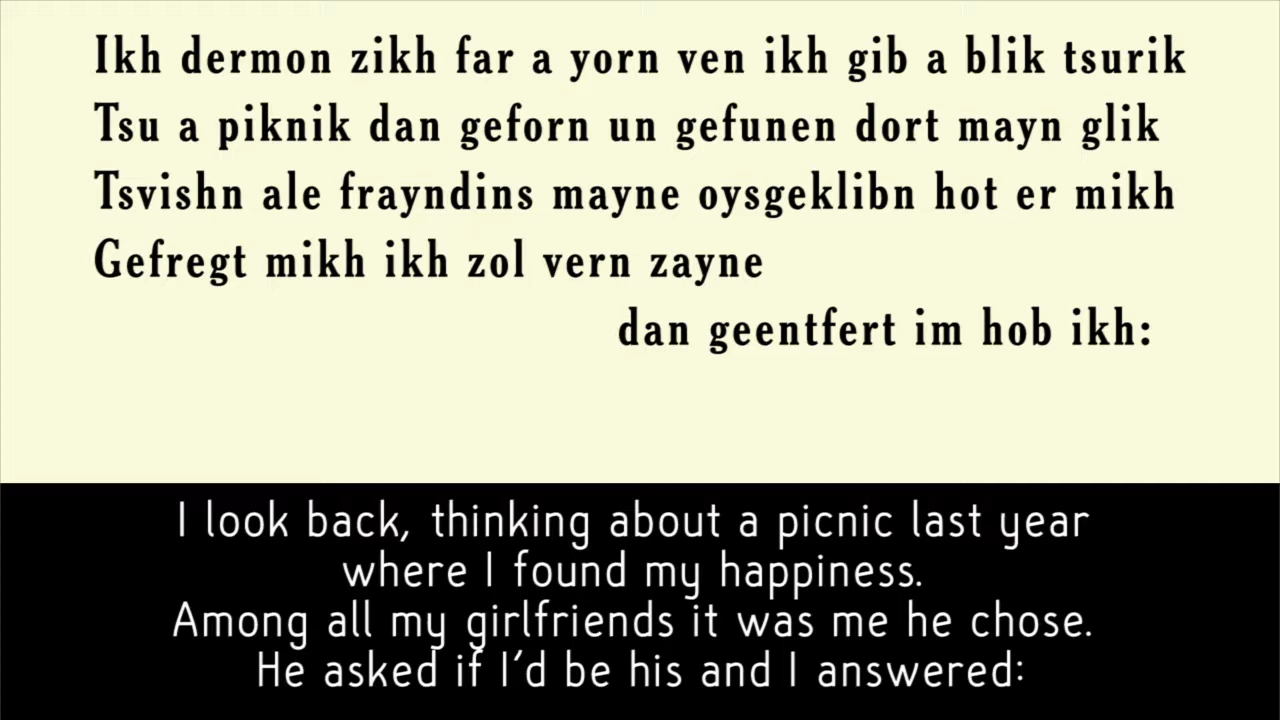 Ikh dermon zikh far a yorn ven ikh gib a blik tsurik
Tsu a piknik dan geforn un gefunen dort mayn glik
Tsvishn ale frayndins mayne oysgeklibn hot er mikh
Gefregt mikh ikh zol vern zayne
dan geentfert im hob ikh:
I look back, thinking about a picnic last year
where I found my happiness.
Among all my girlfriends it was me he chose.
He asked if I'd be his and I answered: